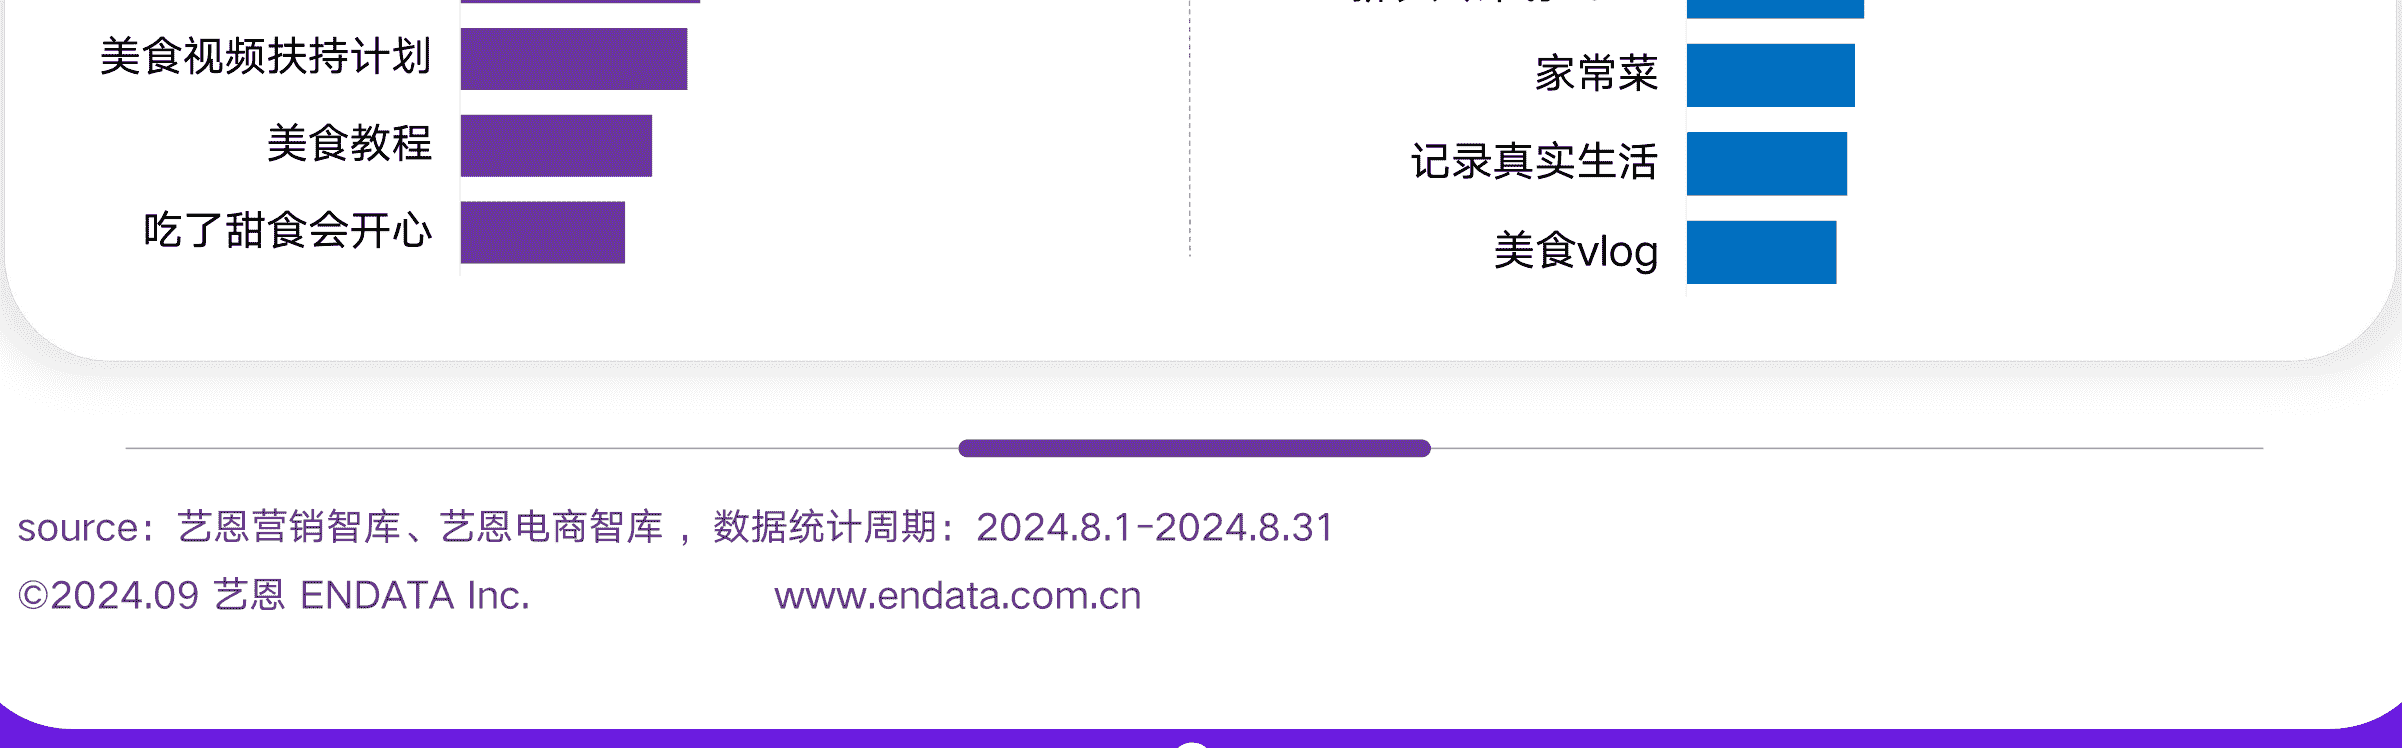 美食视频扶持计划
美食教程
吃了甜食会开心
家常菜
记录真实生活
美食vlog
source：艺恩营销智库、艺恩电商智库，数据统计周期：2024.8.1-2024.8.31
©2024.09 艺恩 ENDATA Inc.
www.endata.com.cn